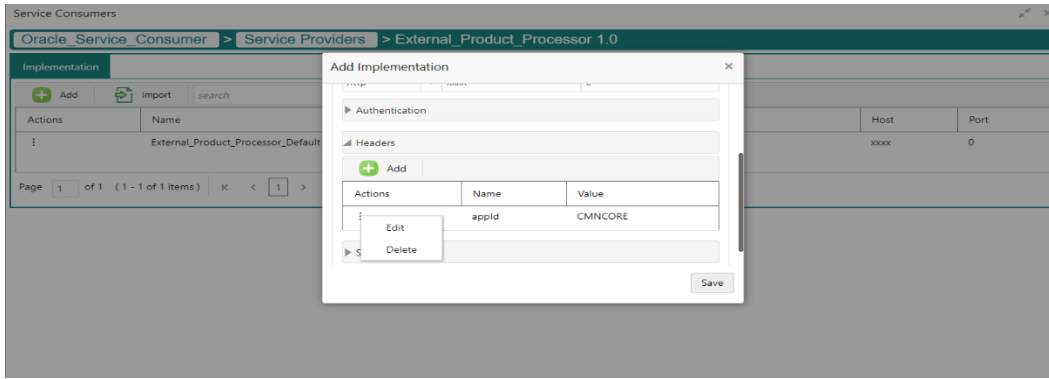 Service Consumers
Oracle_Service_Consumer > Service Providers > External_Product_Processor 1.0
Implementation
Add Import search
Actions Name Host Port
External_Product_Processor_Default xxxx 0
Page 1 of 1 (1 - 1 of 1 items) K < 1 >
Add Implementation
Authentication
Headers
Add
Actions Name Value
appId CMNCORE
Edit
Delete
Save